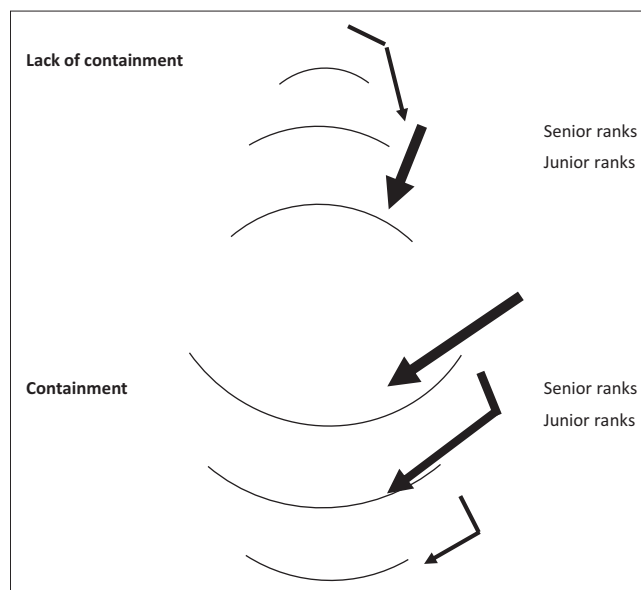 Lack of containment
Senior ranks
Junior ranks
Containment
Senior ranks
Junior ranks